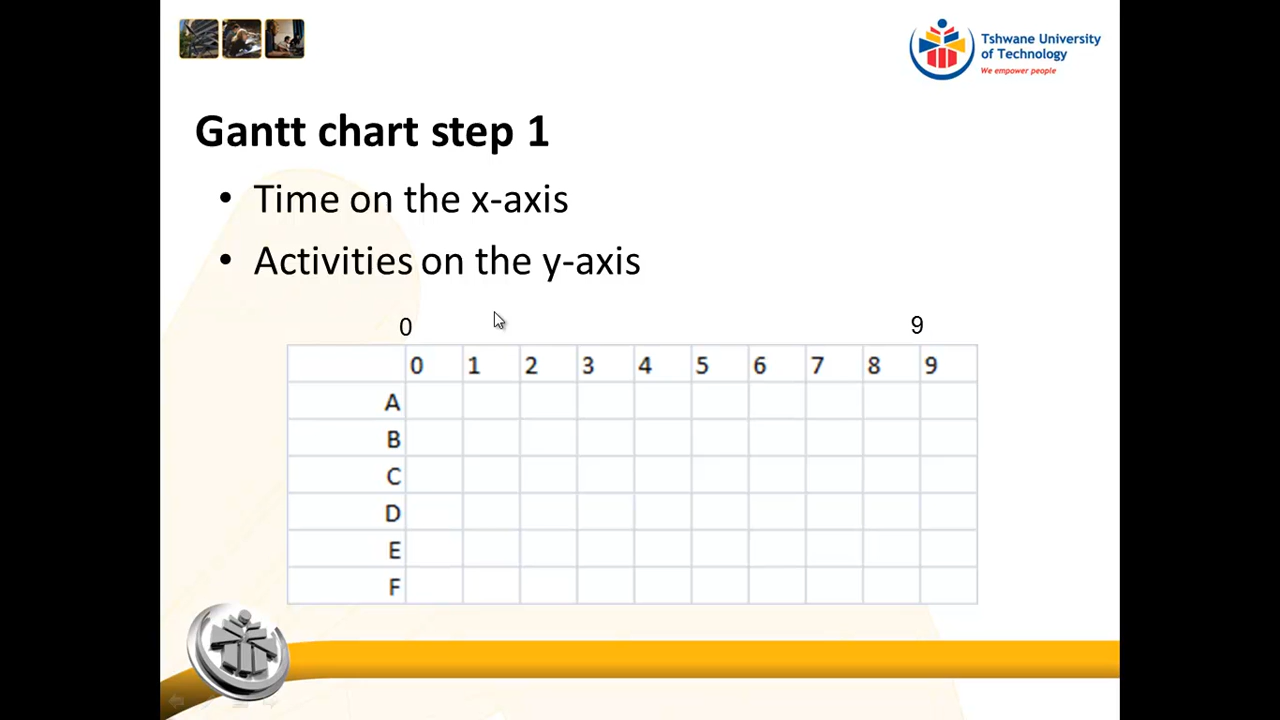 Tshwane University
of Technology
We empower people
Gantt chart step 1
• Time on the x-axis
• Activities on the y-axis
0 9
0 1 2 3 4 5 6 7 8 9
A
B
C
D
E
F